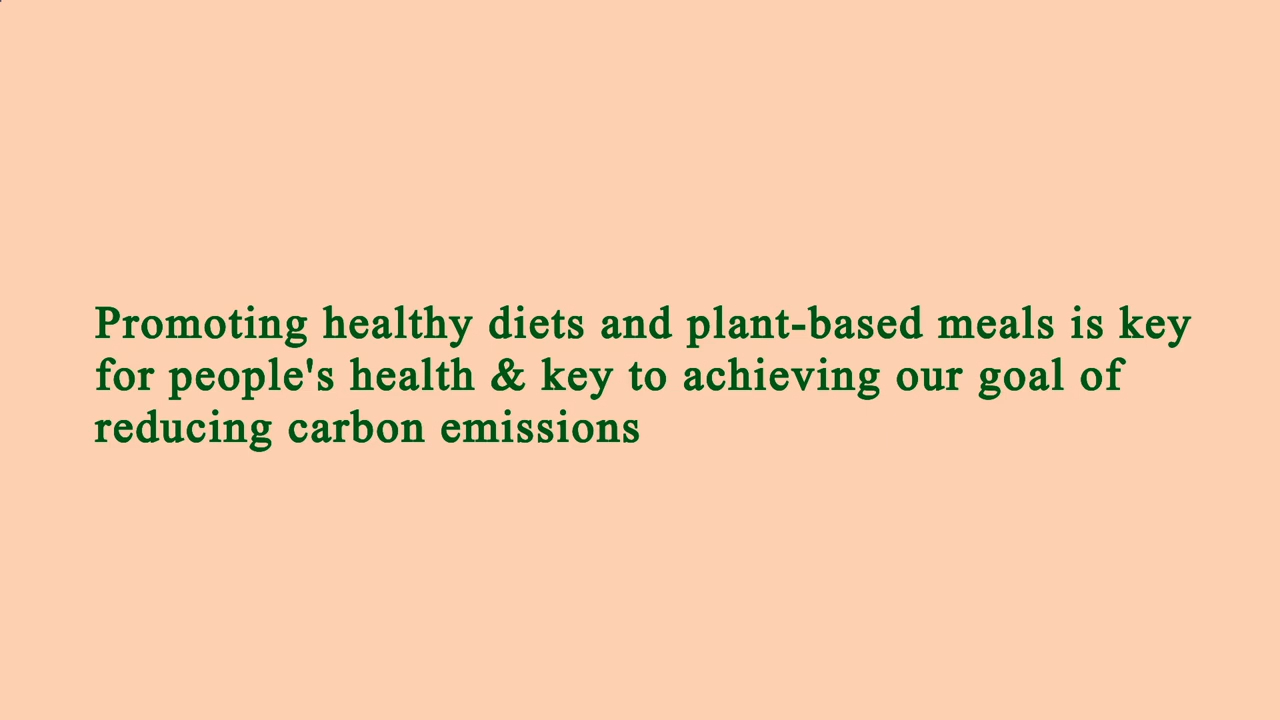 Promoting healthy diets and plant-based meals is key
for people's health & key to achieving our goal of
reducing carbon emissions